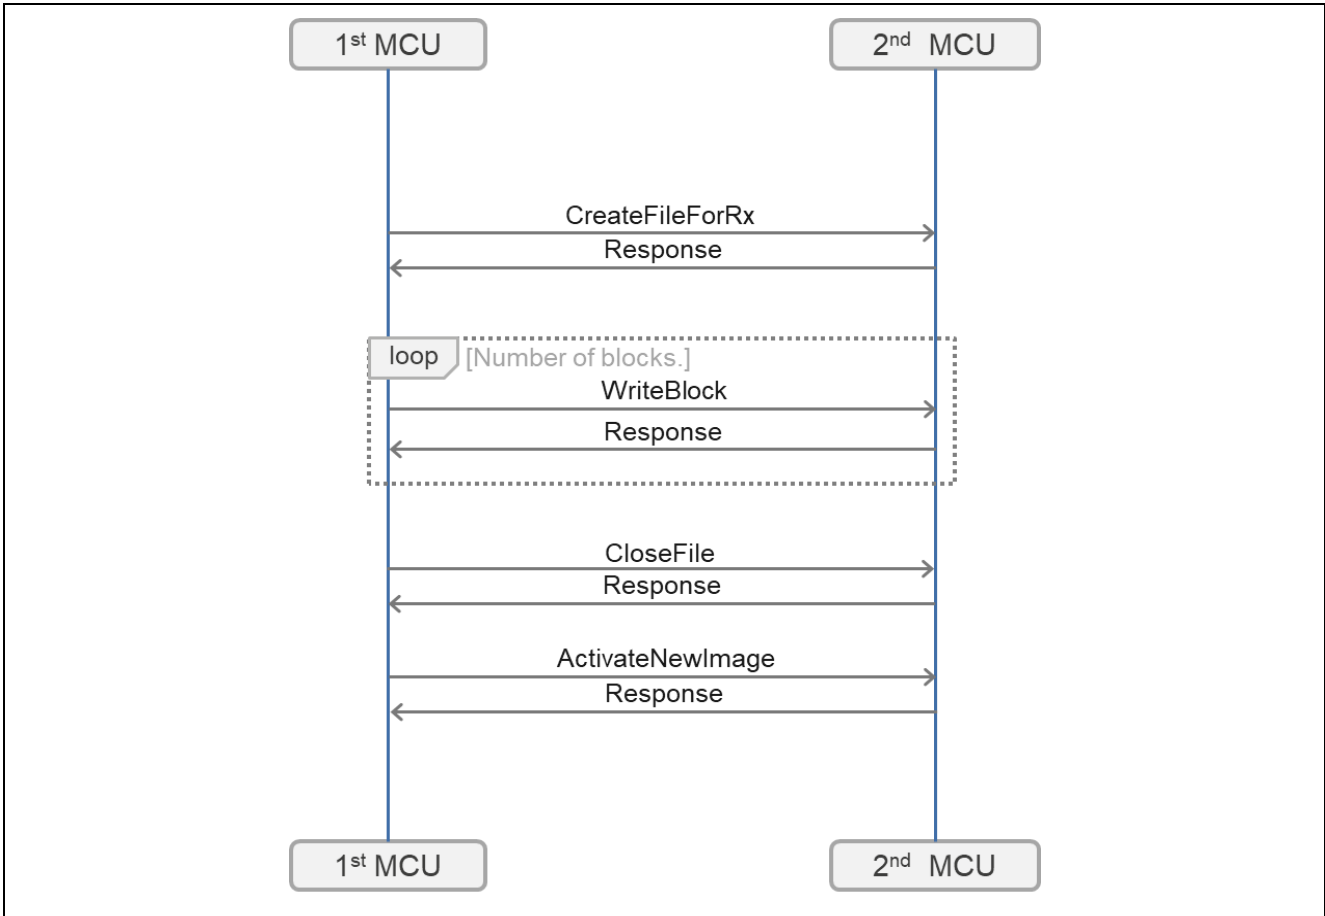 1st MCU
2nd MCU
CreateFileForRx
Response
loop
[Number of blocks.]
WriteBlock
Response
CloseFile
Response
ActivateNewImage
Response
1st MCU
2nd MCU